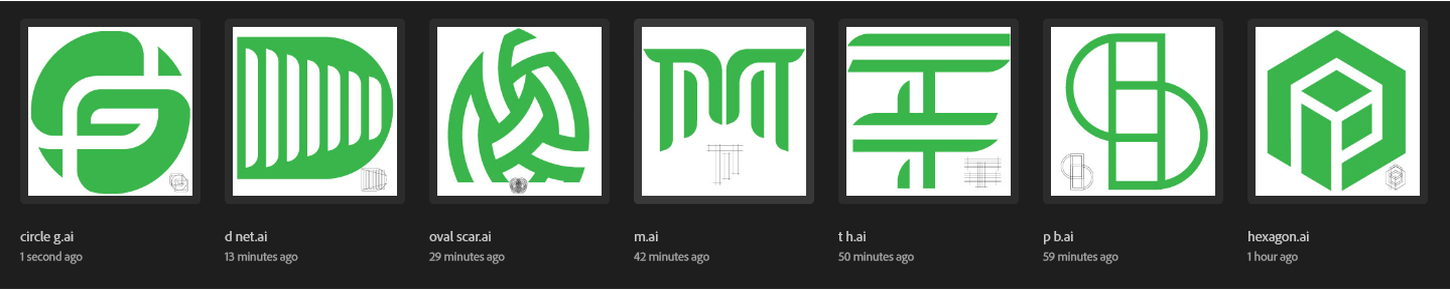 circle g.ai
1 second ago
d net.ai
13 minutes ago
oval scar.ai
29 minutes ago
m.ai
42 minutes ago
t h.ai
50 minutes ago
p b.ai
59 minutes ago
hexagon.ai
1 hour ago